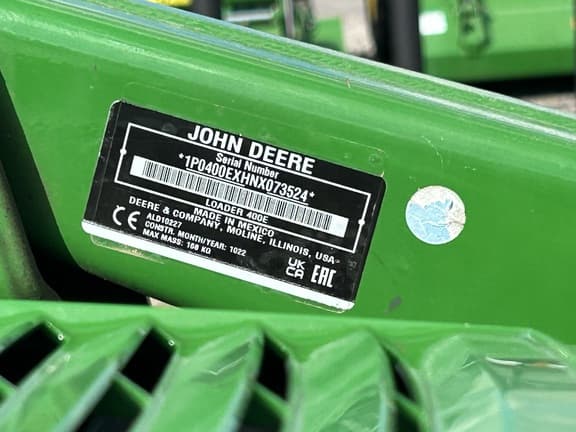 JOHN DEERE
Serial Number
*1P0400EXHNX073524*
LOADER 400E
MADE IN MEXICO
DEERE & COMPANY, MOLINE, ILLINOIS, USA
ALD10227
CONSTR. MONTH/YEAR: 1022
MAX MASS: 168 KG
CE
UK
CA
EAC